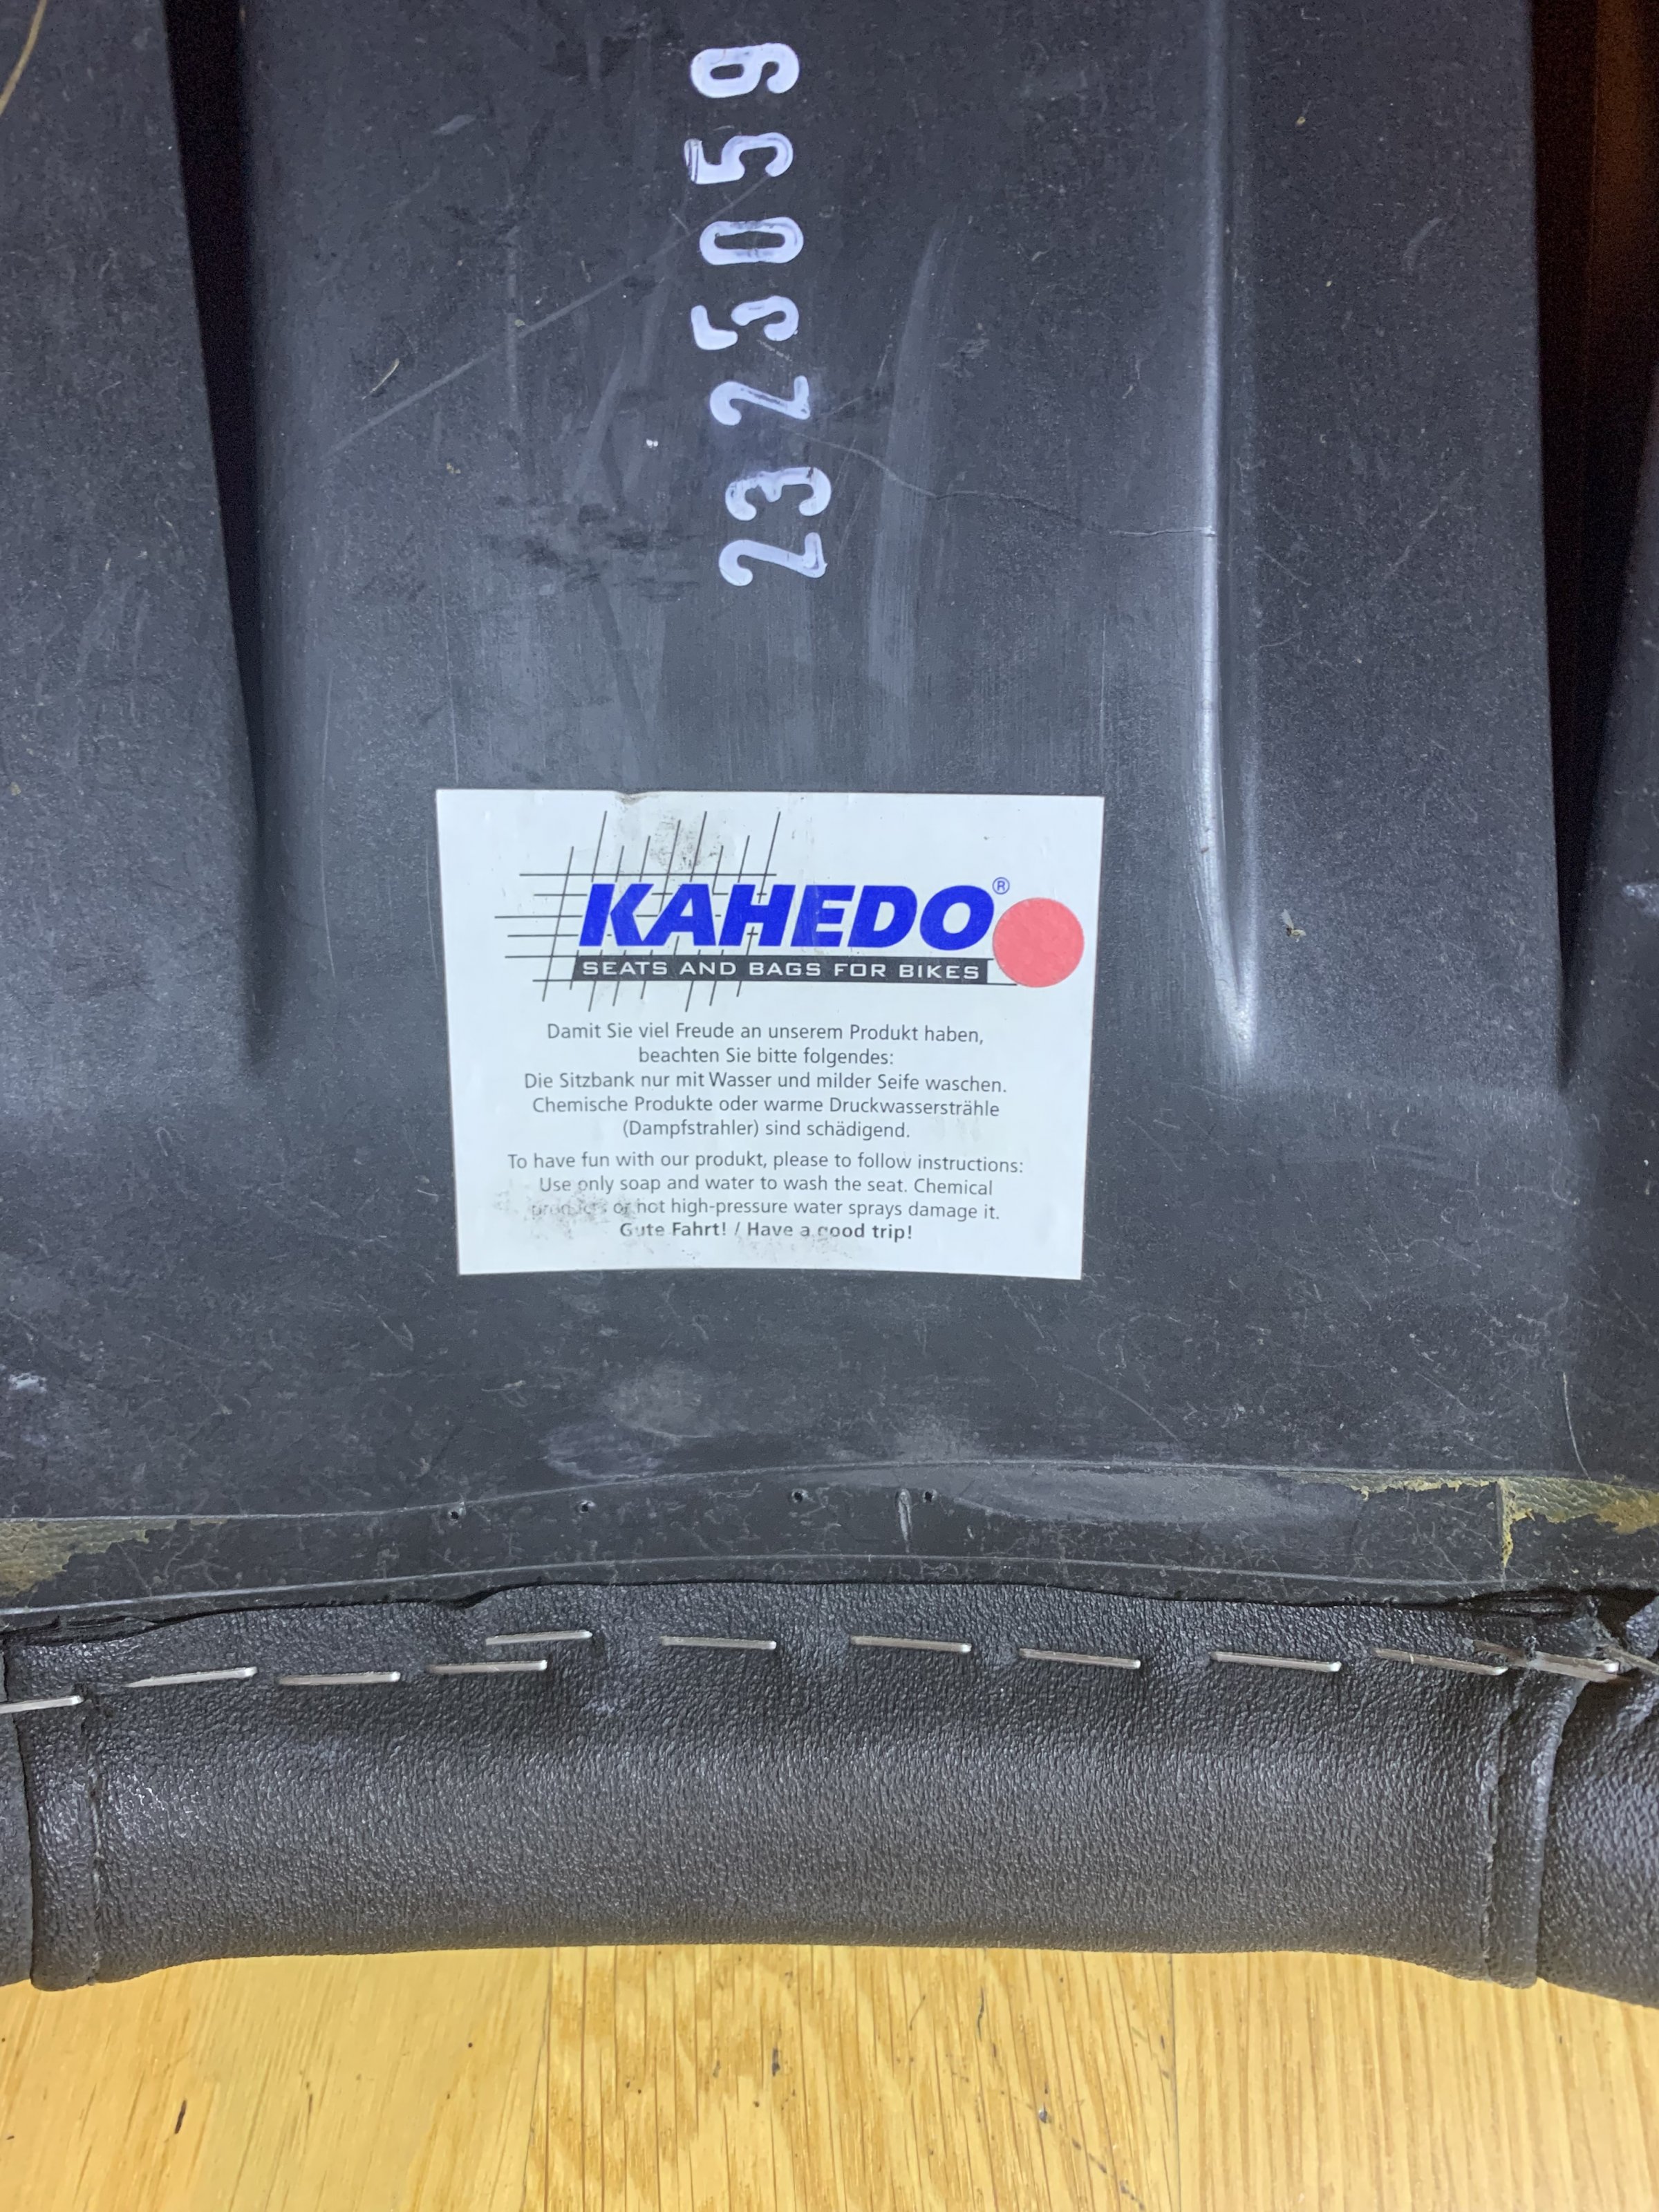 2325059
KAHEDO®
SEATS AND BAGS FOR BIKES
Damit Sie viel Freude an unserem Produkt haben,
beachten Sie bitte folgendes:
Die Sitzbank nur mit Wasser und milder Seife waschen.
Chemische Produkte oder warme Druckwassersträhle
(Dampfstrahler) sind schädigend.
To have fun with our produkt, please to follow instructions:
Use only soap and water to wash the seat. Chemical
products or hot high-pressure water sprays damage it.
Gute Fahrt! / Have a good trip!